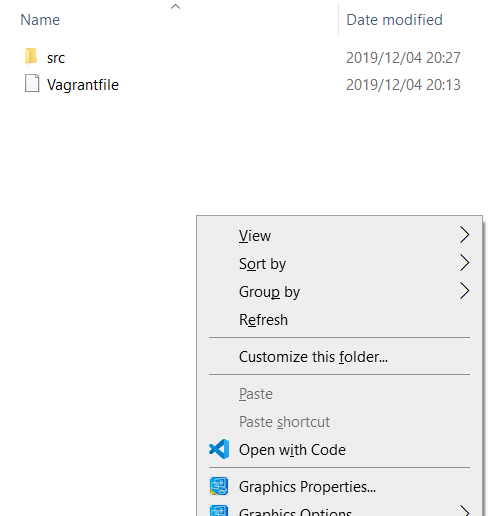 Name Date modified
src 2019/12/04 20:27
Vagrantfile 2019/12/04 20:13
View
Sort by
Group by
Refresh
Customize this folder...
Paste
Paste shortcut
Open with Code
Graphics Properties...
Graphics Options